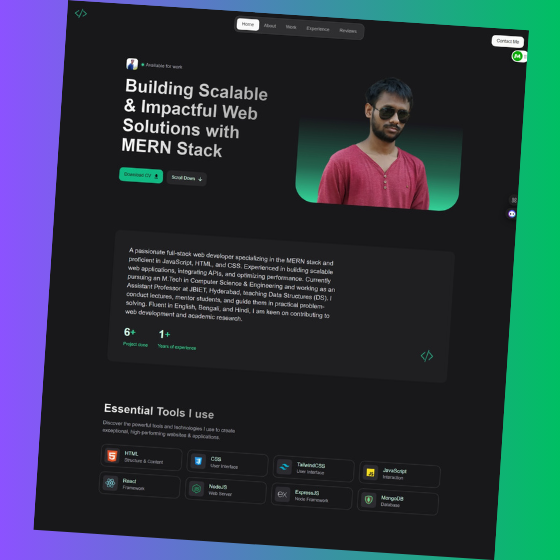 </>
Home About Work Experience Reviews
Contact Me
Available for work
Building Scalable
& Impactful Web
Solutions with
MERN Stack
Download CV
Scroll Down
A passionate full-stack web developer specializing in the MERN stack and
proficient in JavaScript, HTML, and CSS. Experienced in building scalable
web applications, integrating APIs, and optimizing performance. Currently
pursuing an M.Tech in Computer Science & Engineering and working as an
Assistant Professor at JBIET, Hyderabad, teaching Data Structures (DS). I
conduct lectures, mentor students, and guide them in practical problem-
solving. Fluent in English, Bengali, and Hindi, I am keen on contributing to
web development and academic research.
6+ 1+
Project done Years of experience
</>
Essential Tools I use
Discover the powerful tools and technologies I use to create
exceptional, high-performing websites & applications.
HTML
Structure & Content
CSS
User Interface
TailwindCSS
User Interface
JavaScript
Interaction
React
Framework
NodeJS
Web Server
ExpressJS
Node Framework
MongoDB
Database